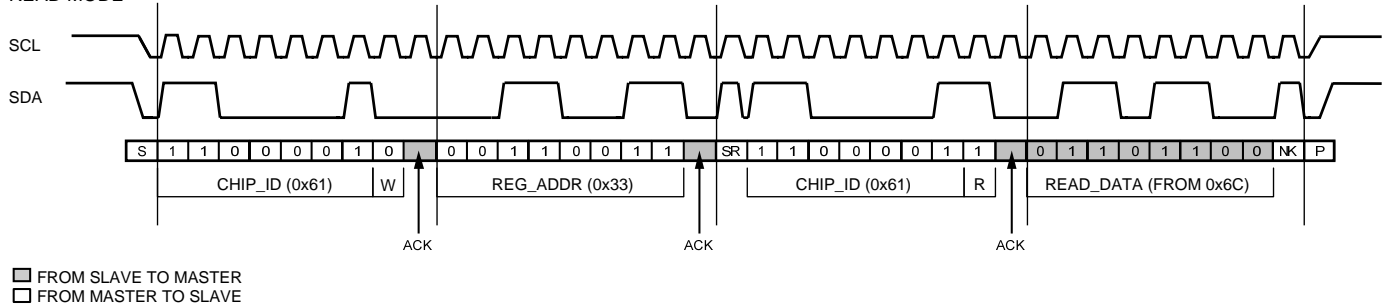 READ MODE
SCL
SDA
S 1 1 0 0 0 0 1 0 0 0 1 1 0 0 1 1 SR 1 1 0 0 0 0 1 1 0 1 1 0 1 1 0 0 NK P
CHIP_ID (0x61) W REG_ADDR (0x33) CHIP_ID (0x61) R READ_DATA (FROM 0x6C)
ACK ACK ACK
FROM SLAVE TO MASTER
FROM MASTER TO SLAVE